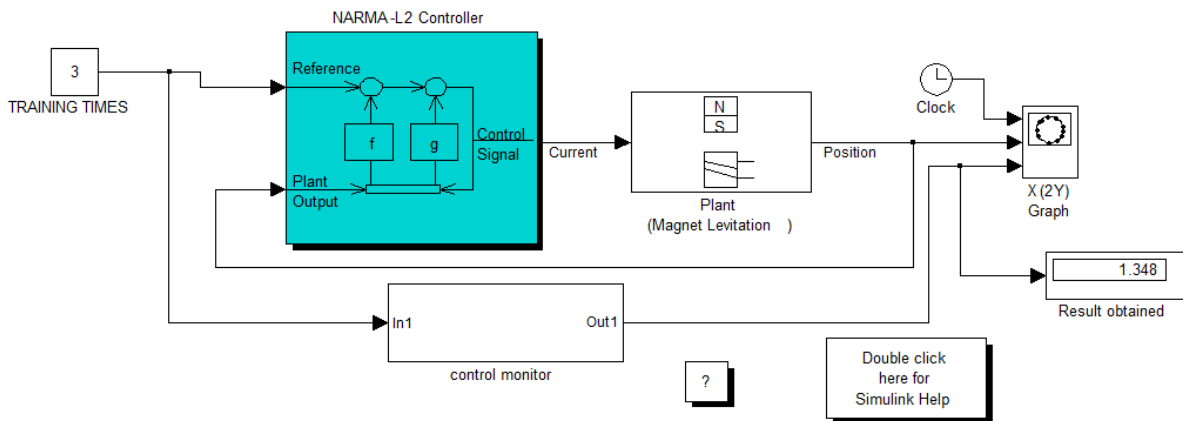 NARMA-L2 Controller
3
TRAINING TIMES
Reference
f
g
Control
Signal
Plant
Output
Current
N
S
Plant
(Magnet Levitation )
Position
Clock
X (2Y)
Graph
1.348
Result obtained
In1
Out1
control monitor
?
Double click
here for
Simulink Help